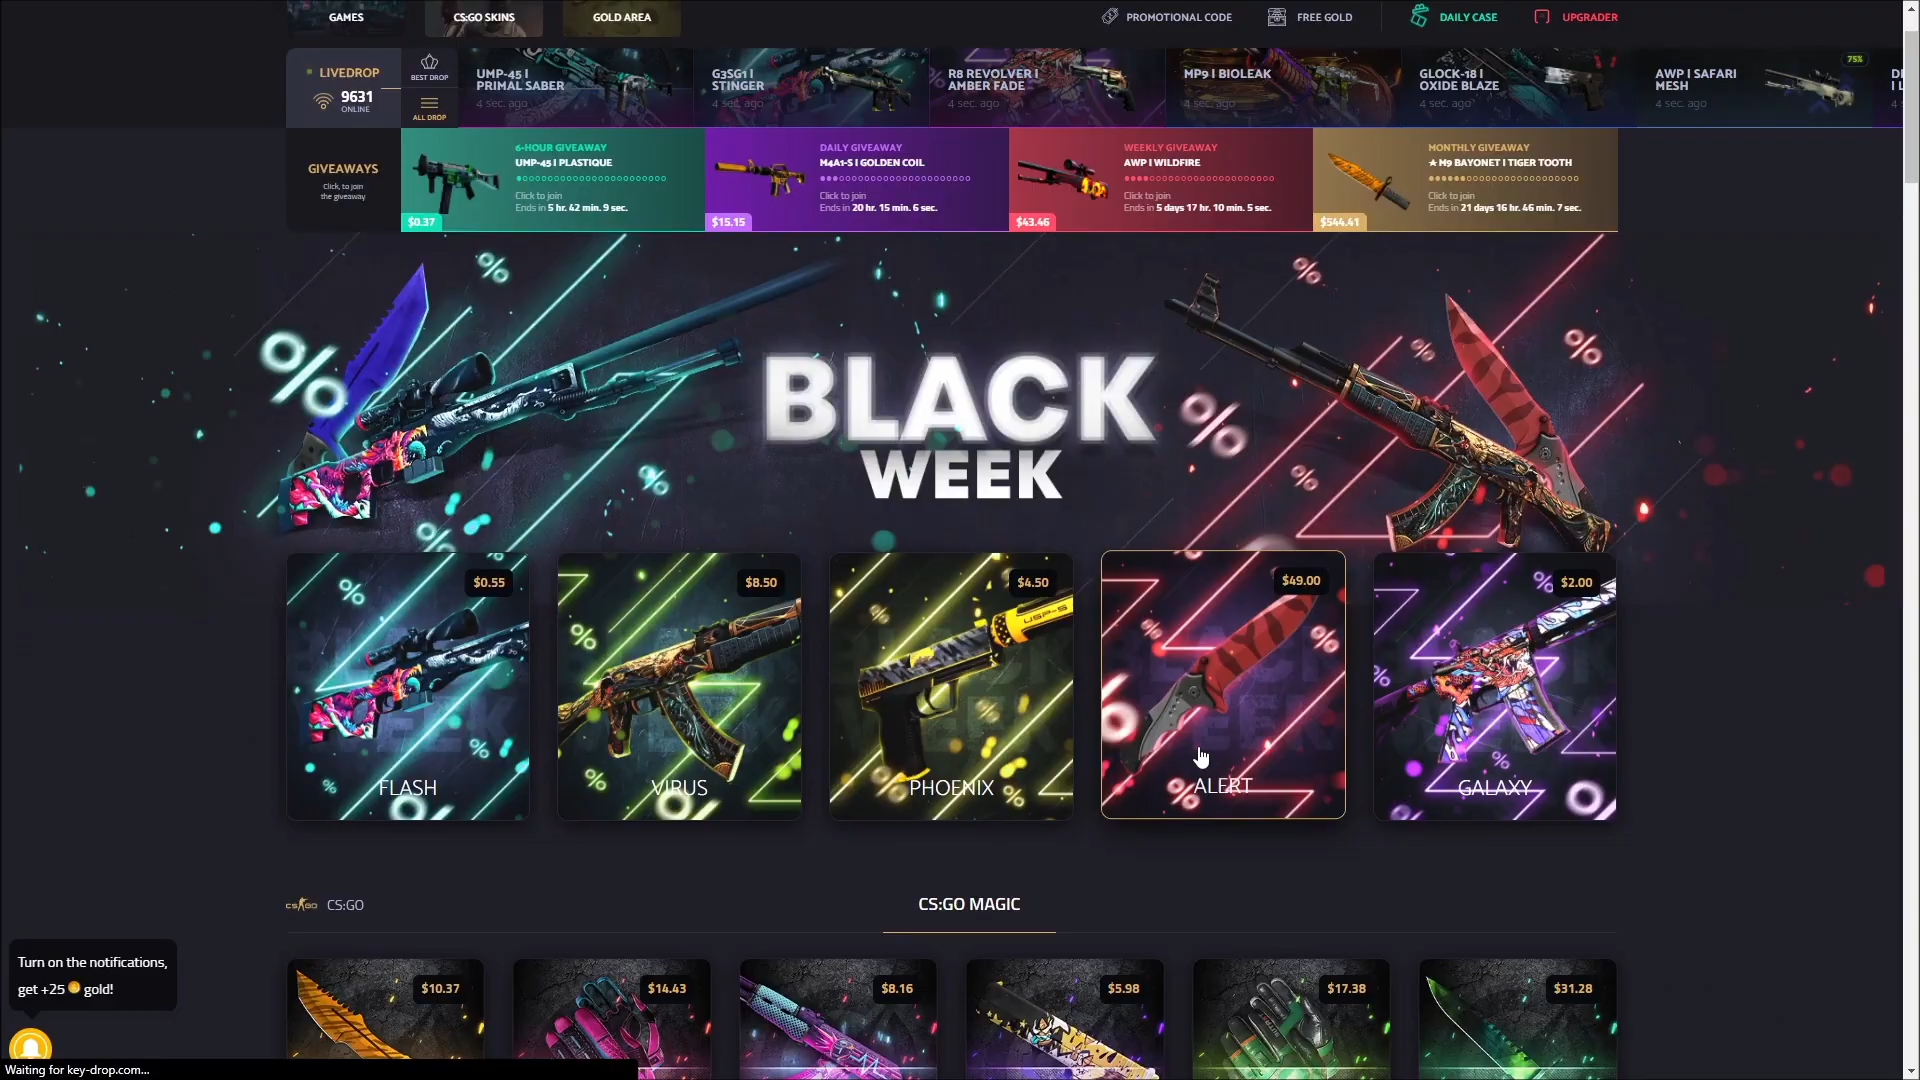 GAMES
CS:GO SKINS
GOLD AREA
PROMOTIONAL CODE
FREE GOLD
DAILY CASE
UPGRADER
LIVEDROP
9631
ONLINE
BEST DROP
ALL DROP
UMP-45 |
PRIMAL SABER
4 sec. ago
G3SG1 |
STINGER
4 sec. ago
R8 REVOLVER |
AMBER FADE
4 sec. ago
MP9 | BIOLEAK
4 sec. ago
GLOCK-18 |
OXIDE BLAZE
4 sec. ago
75%
AWP | SAFARI
MESH
4 sec. ago
GIVEAWAYS
Click, to join
the giveaway
6-HOUR GIVEAWAY
UMP-45 | PLASTIQUE
Click to join
Ends in 5 hr. 42 min. 9 sec.
$0.37
DAILY GIVEAWAY
M4A1-S | GOLDEN COIL
Click to join
Ends in 20 hr. 15 min. 6 sec.
$15.15
WEEKLY GIVEAWAY
AWP | WILDFIRE
Click to join
Ends in 5 days 17 hr. 10 min. 5 sec.
$43.46
MONTHLY GIVEAWAY
★ M9 BAYONET | TIGER TOOTH
Click to join
Ends in 21 days 16 hr. 46 min. 7 sec.
$544.41
BLACK
WEEK
$0.55
FLASH
$8.50
VIRUS
$4.50
USP-S
PHOENIX
$49.00
ALERT
$2.00
GALAXY
CS:GO
CS:GO
CS:GO MAGIC
$10.37
$14.43
$8.16
$5.98
$17.38
$31.28
Turn on the notifications,
get +25 gold!
Waiting for key-drop.com...